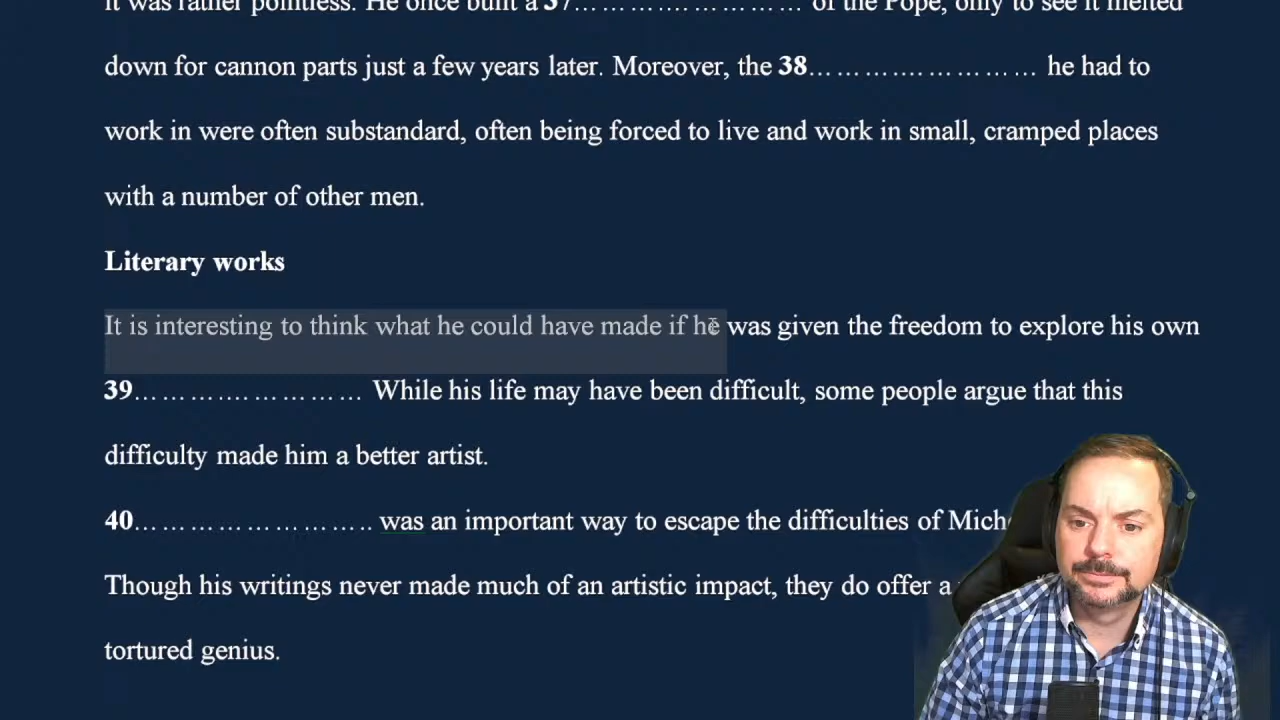 it was rather pointless. He once built a 37……………………… of the Pope, only to see it melted
down for cannon parts just a few years later. Moreover, the 38……………………… he had to
work in were often substandard, often being forced to live and work in small, cramped places
with a number of other men.
Literary works
It is interesting to think what he could have made if he was given the freedom to explore his own
39……………………… While his life may have been difficult, some people argue that this
difficulty made him a better artist.
40…………………….. was an important way to escape the difficulties of
Though his writings never made much of an artistic impact, they do offer a
tortured genius.